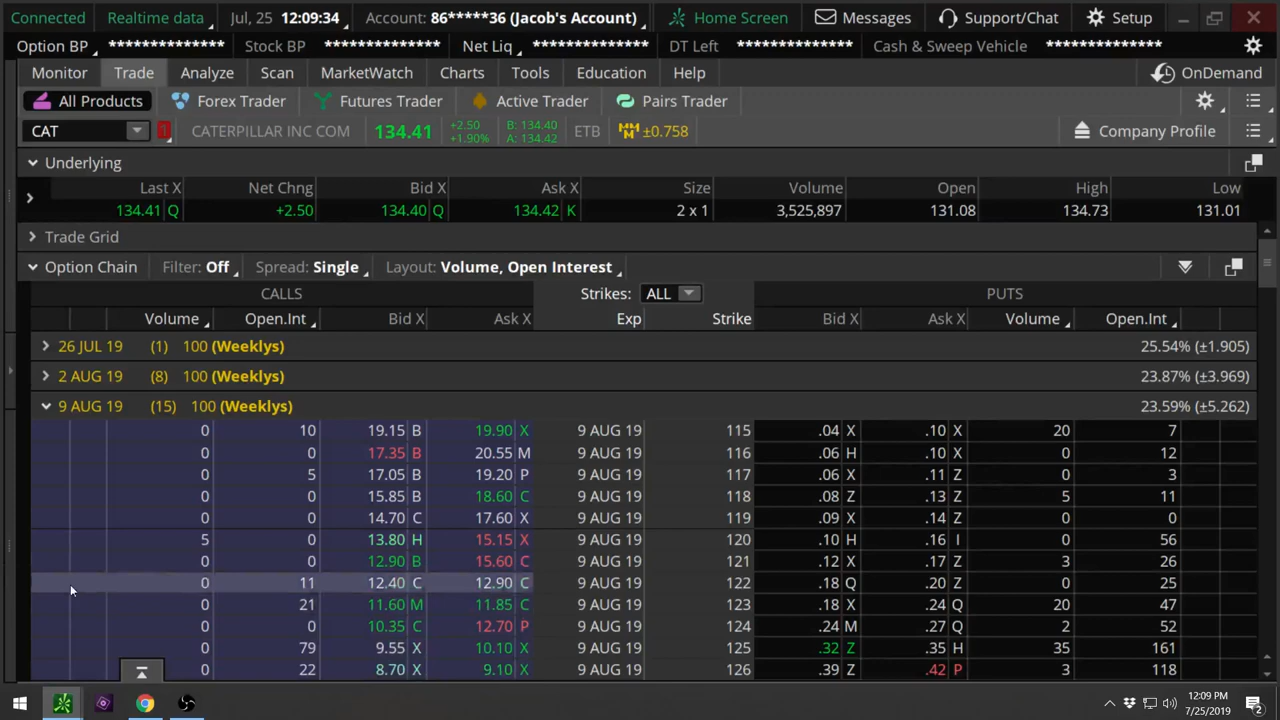 Connected Realtime data Jul, 25 12:09:34 Account: 86*****36 (Jacob's Account) Home Screen Messages Support/Chat Setup
Option BP ************** Stock BP ************** Net Liq ************** DT Left ************** Cash & Sweep Vehicle **************
Monitor Trade Analyze Scan MarketWatch Charts Tools Education Help OnDemand
All Products Forex Trader Futures Trader Active Trader Pairs Trader
CAT 1 CATERPILLAR INC COM 134.41 +2.50 +1.90% B: 134.40 A: 134.42 ETB ±0.758 Company Profile
Underlying
Last X Net Chng Bid X Ask X Size Volume Open High Low
134.41 Q +2.50 134.40 Q 134.42 K 2 x 1 3,525,897 131.08 134.73 131.01
Trade Grid
Option Chain Filter: Off Spread: Single Layout: Volume, Open Interest
CALLS Strikes: ALL PUTS
Volume Open.Int Bid X Ask X Exp Strike Bid X Ask X Volume Open.Int
26 JUL 19 (1) 100 (Weeklys) 25.54% (±1.905)
2 AUG 19 (8) 100 (Weeklys) 23.87% (±3.969)
9 AUG 19 (15) 100 (Weeklys) 23.59% (±5.262)
0 10 19.15 B 19.90 X 9 AUG 19 115 .04 X .10 X 20 7
0 0 17.35 B 20.55 M 9 AUG 19 116 .06 H .10 X 0 12
0 5 17.05 B 19.20 P 9 AUG 19 117 .06 X .11 Z 0 3
0 0 15.85 B 18.60 C 9 AUG 19 118 .08 Z .13 Z 5 11
0 0 14.70 C 17.60 X 9 AUG 19 119 .09 X .14 Z 0 0
5 0 13.80 H 15.15 X 9 AUG 19 120 .10 H .16 I 0 56
0 0 12.90 B 15.60 C 9 AUG 19 121 .12 X .17 Z 3 26
0 11 12.40 C 12.90 C 9 AUG 19 122 .18 Q .20 Z 0 25
0 21 11.60 M 11.85 C 9 AUG 19 123 .18 X .24 Q 20 47
0 0 10.35 C 12.70 P 9 AUG 19 124 .24 M .27 Q 2 52
0 79 9.55 X 10.10 X 9 AUG 19 125 .32 Z .35 H 35 161
0 22 8.70 X 9.10 X 9 AUG 19 126 .39 Z .42 P 3 118
12:09 PM
7/25/2019
2